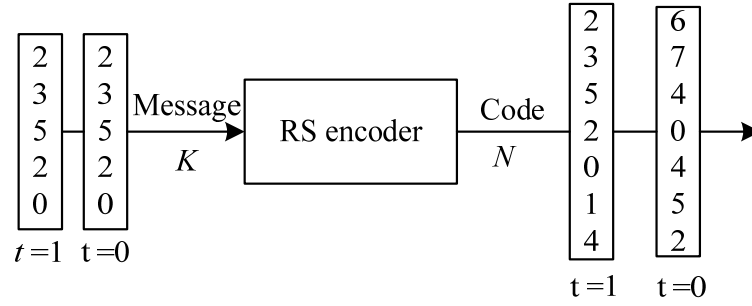 2 3 5 2 0
2 3 5 2 0
t =1
t =0
Message
K
RS encoder
Code
N
2 3 5 2 0 1 4
6 7 4 0 4 5 2
t =1
t =0